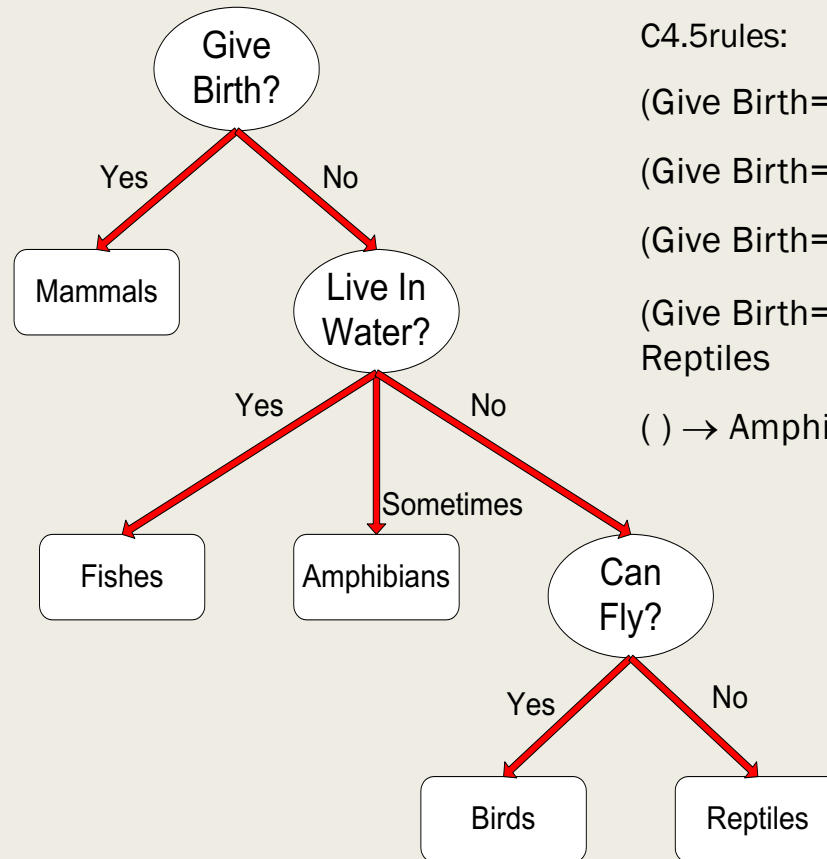 Give
Birth?
Yes
No
Mammals
Live In
Water?
Yes
No
Sometimes
Fishes
Amphibians
Can
Fly?
Yes
No
Birds
Reptiles
C4.5rules:
(Give Birth=
(Give Birth=
(Give Birth=
(Give Birth=
Reptiles
( ) → Amphi